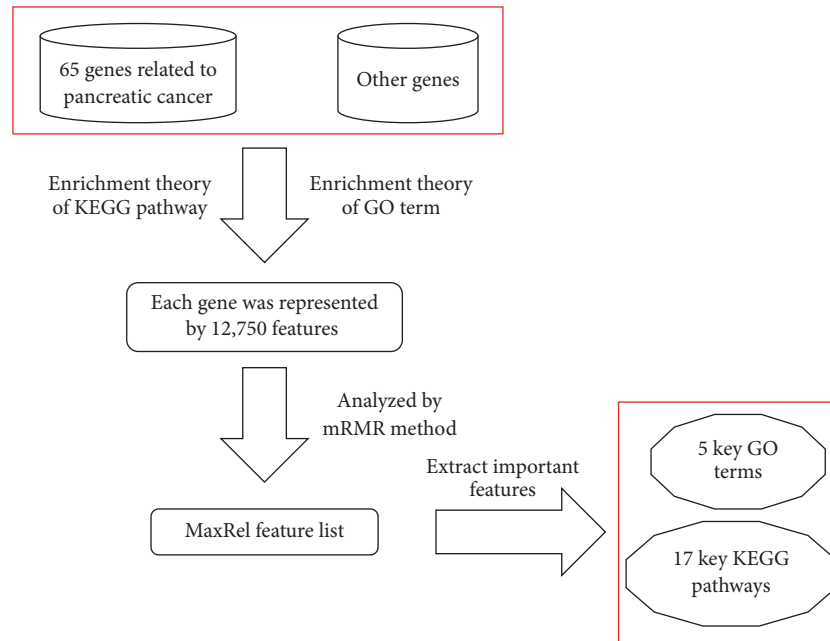 65 genes related to
pancreatic cancer
Other genes
Enrichment theory
of KEGG pathway
Enrichment theory
of GO term
Each gene was represented
by 12,750 features
Analyzed by
mRMR method
MaxRel feature list
Extract important
features
5 key GO
terms
17 key KEGG
pathways